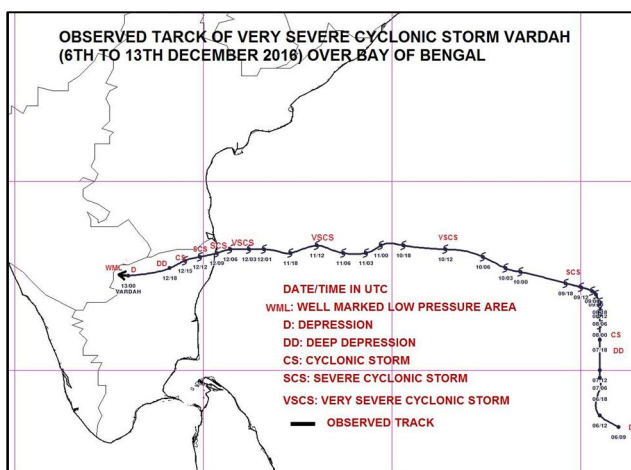 OBSERVED TARCK OF VERY SEVERE CYCLONIC STORM VARDAH
(6TH TO 13TH DECEMBER 2016) OVER BAY OF BENGAL
WML D DD CS SCS SCS VSCS VSCS VSCS SCS
13/00 12/18 12/15 12/12 12/09 12/06 12/03 12/01 11/18 11/12 11/06 11/03 11/00 10/18 10/12 10/06 10/03 10/00 09/18 09/12
VARDAH
08/06
08/00 CS
07/18 DD
07/12
07/06
06/18
06/12 D
06/09
DATE/TIME IN UTC
WML: WELL MARKED LOW PRESSURE AREA
D: DEPRESSION
DD: DEEP DEPRESSION
CS: CYCLONIC STORM
SCS: SEVERE CYCLONIC STORM
VSCS: VERY SEVERE CYCLONIC STORM
OBSERVED TRACK